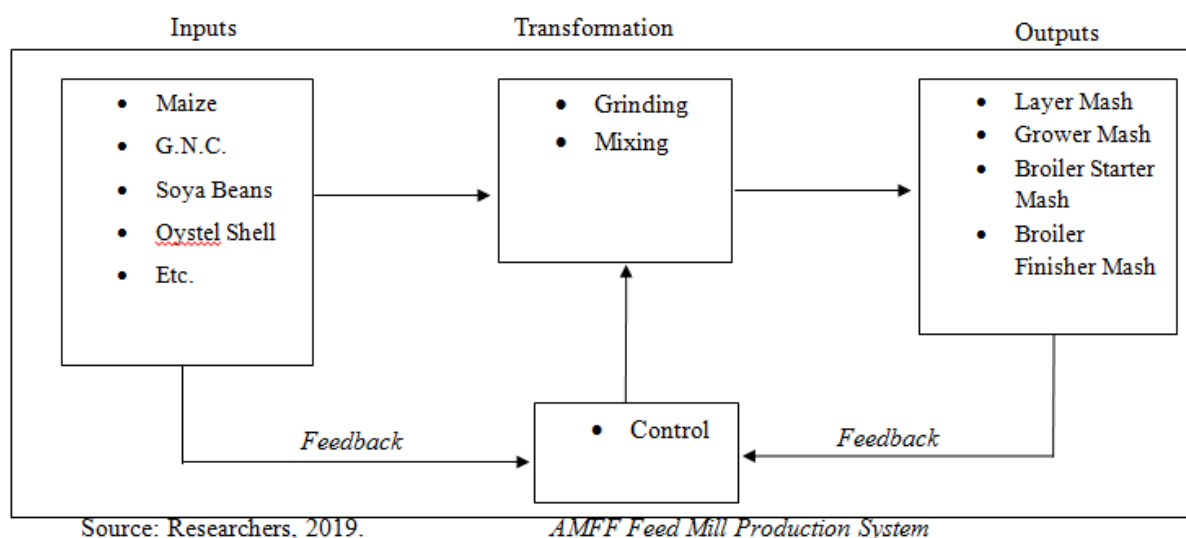 Inputs
Transformation
Outputs
• Maize
• G.N.C.
• Soya Beans
• Oystel Shell
• Etc.
• Grinding
• Mixing
• Layer Mash
• Grower Mash
• Broiler Starter
Mash
• Broiler
Finisher Mash
• Control
Feedback
Feedback
Source: Researchers, 2019.
AMFF Feed Mill Production System